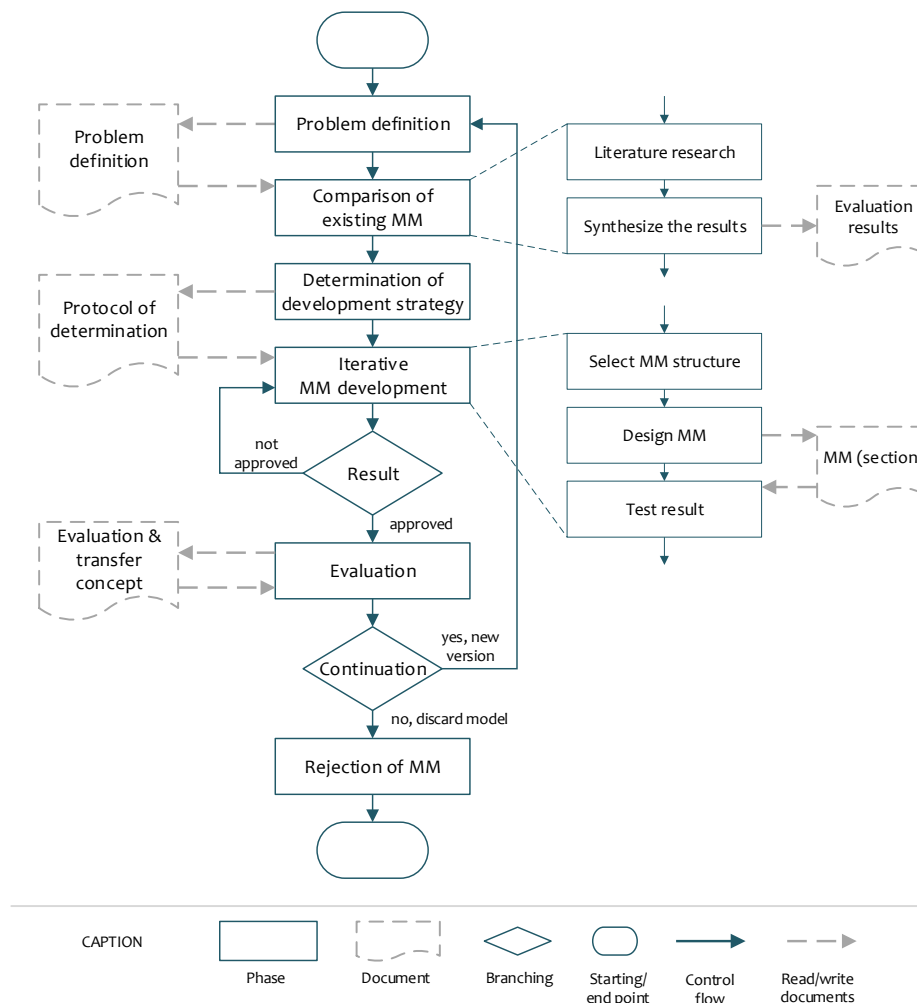 Problem definition
Problem
definition
Literature research
Comparison of
existing MM
Synthesize the results
Evaluation
results
Determination of
development strategy
Protocol of
determination
Iterative
MM development
Select MM structure
not
approved
Result
Design MM
MM (section
Test result
approved
Evaluation &
transfer
concept
Evaluation
yes, new
version
Continuation
no, discard model
Rejection of MM
CAPTION
Phase
Document
Branching
Starting/
end point
Control
flow
Read/write
documents